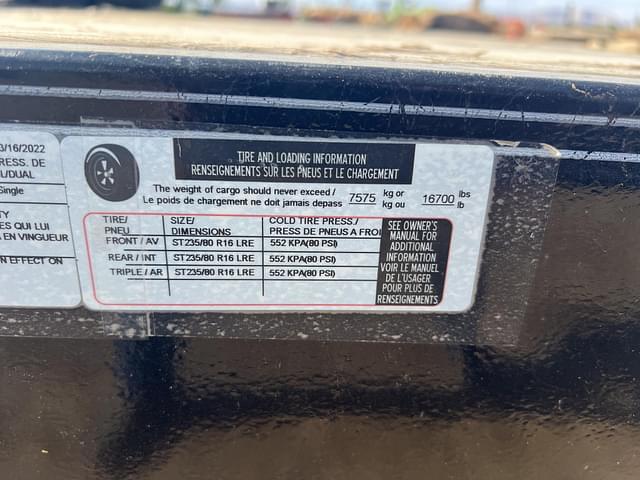 3/16/2022
RESS. DE
L/DUAL
Single
TY
ES QUI LUI
A EN VINGUEUR
N EFFECT ON
TIRE AND LOADING INFORMATION
RENSEIGNEMENTS SUR LES PNEUS ET LE CHARGEMENT
The weight of cargo should never exceed / 7575 kg or 16700 lbs
Le poids de chargement ne doit jamais depass kg ou lb
TIRE/ SIZE/ COLD TIRE PRESS./
PNEU DIMENSIONS PRESS DE PNEUS A FROI
FRONT / AV ST235/80 R16 LRE 552 KPA(80 PSI)
REAR / INT ST235/80 R16 LRE 552 KPA(80 PSI)
TRIPLE / AR ST235/80 R16 LRE 552 KPA(80 PSI)
SEE OWNER'S
MANUAL FOR
ADDITIONAL
INFORMATION
VOIR LE MANUEL
DE L'USAGER
POUR PLUS DE
RENSEIGNEMENTS